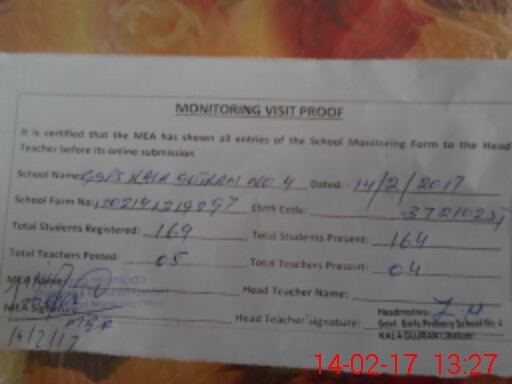 MONITORING VISIT PROOF
It is certified that the MEA has shown all entries of the School Monitoring Form to the Head
Teacher before its online submission
School Name: GGPS KALA GUJRAN NO 4 Dated: 14/2/2017
School Form No: EMIS Code: 37210231
Total Students Registered: 169 Total Students Present: 164
Total Teachers Posted: 05 Total Teachers Present: 04
MEA Name: Head Teacher Name:
MEA Signature: Head Teacher Signature: Headmistress
Govt. Girls Primary School No. 4
KALA GUJRAN
14/2/17
14-02-17 13:27